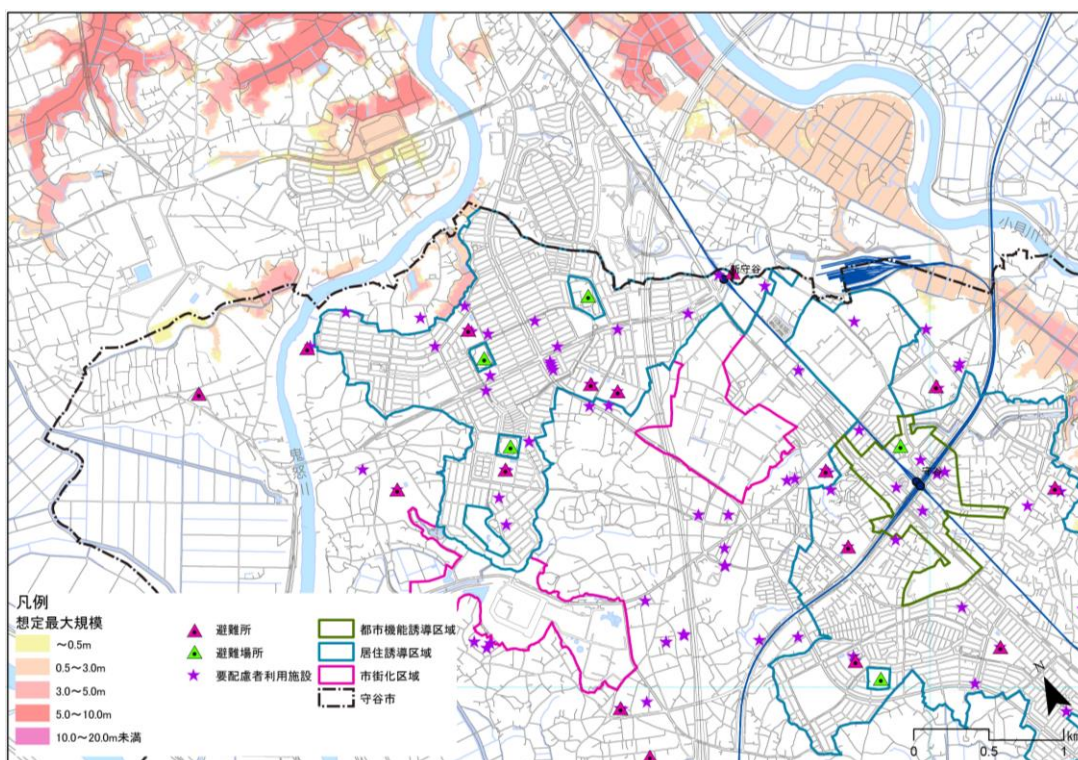 小貝川
新守谷
鬼怒川
守谷
凡例
想定最大規模
～0.5m
0.5～3.0m
3.0～5.0m
5.0～10.0m
10.0～20.0m未満
避難所
避難場所
要配慮者利用施設
都市機能誘導区域
居住誘導区域
市街化区域
守谷市
N
0 0.5 1
km